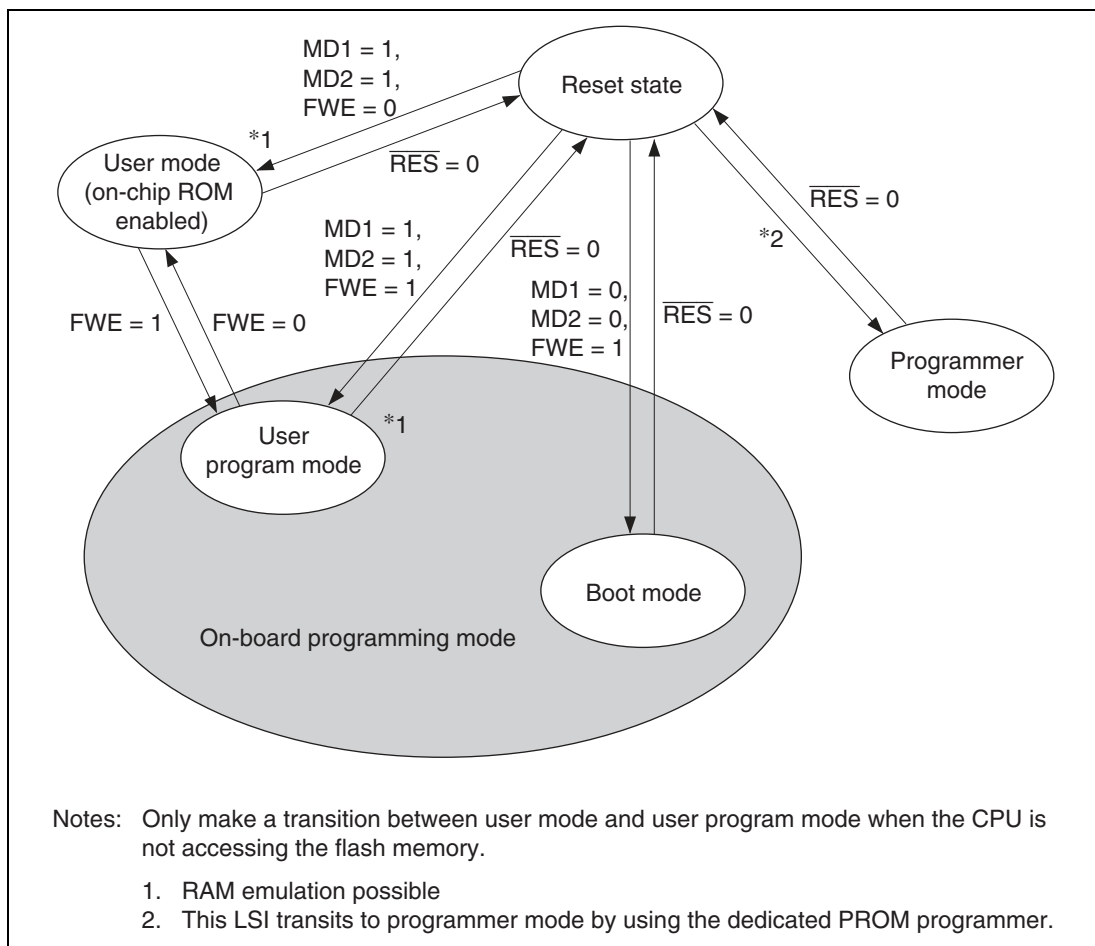 MD1 = 1,
MD2 = 1,
FWE = 0
Reset state
*1
User mode
(on-chip ROM
enabled)
R̅E̅S̅ = 0
R̅E̅S̅ = 0
MD1 = 1,
MD2 = 1,
FWE = 1
R̅E̅S̅ = 0
*2
MD1 = 0,
MD2 = 0,
FWE = 1
R̅E̅S̅ = 0
FWE = 1
FWE = 0
Programmer
mode
User
program mode
*1
Boot mode
On-board programming mode
Notes: Only make a transition between user mode and user program mode when the CPU is
not accessing the flash memory.
1. RAM emulation possible
2. This LSI transits to programmer mode by using the dedicated PROM programmer.